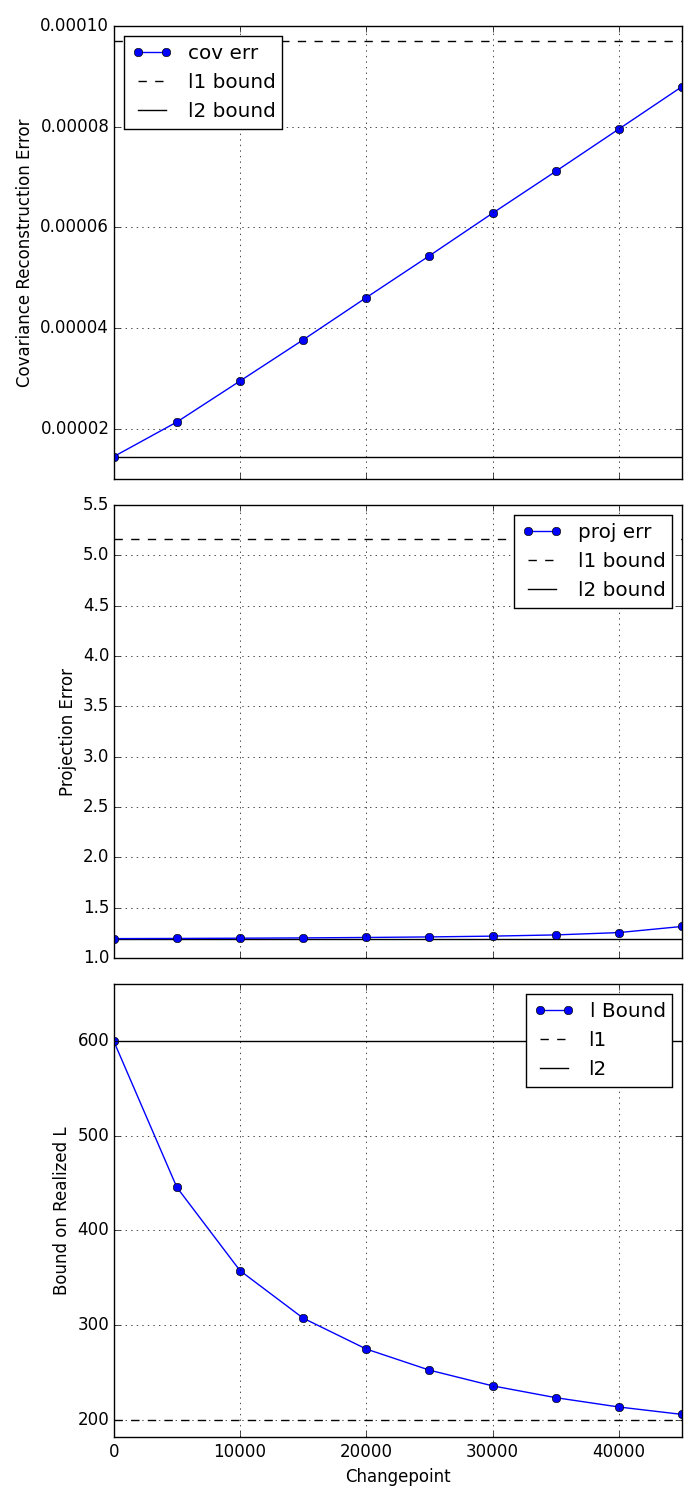 0.00010
0.00008
0.00006
0.00004
0.00002
Covariance Reconstruction Error
cov err
l1 bound
l2 bound
5.5
5.0
4.5
4.0
3.5
3.0
2.5
2.0
1.5
1.0
Projection Error
proj err
l1 bound
l2 bound
600
500
400
300
200
Bound on Realized L
l Bound
l1
l2
0 10000 20000 30000 40000
Changepoint